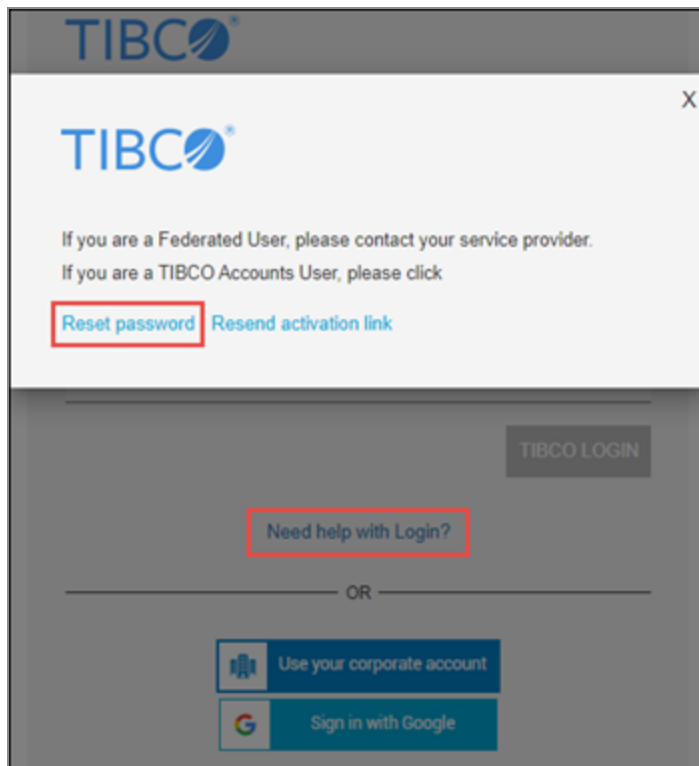 TIBCO®
X
TIBCO®
If you are a Federated User, please contact your service provider.
If you are a TIBCO Accounts User, please click
Reset password Resend activation link
TIBCO LOGIN
Need help with Login?
OR
Use your corporate account
G Sign in with Google